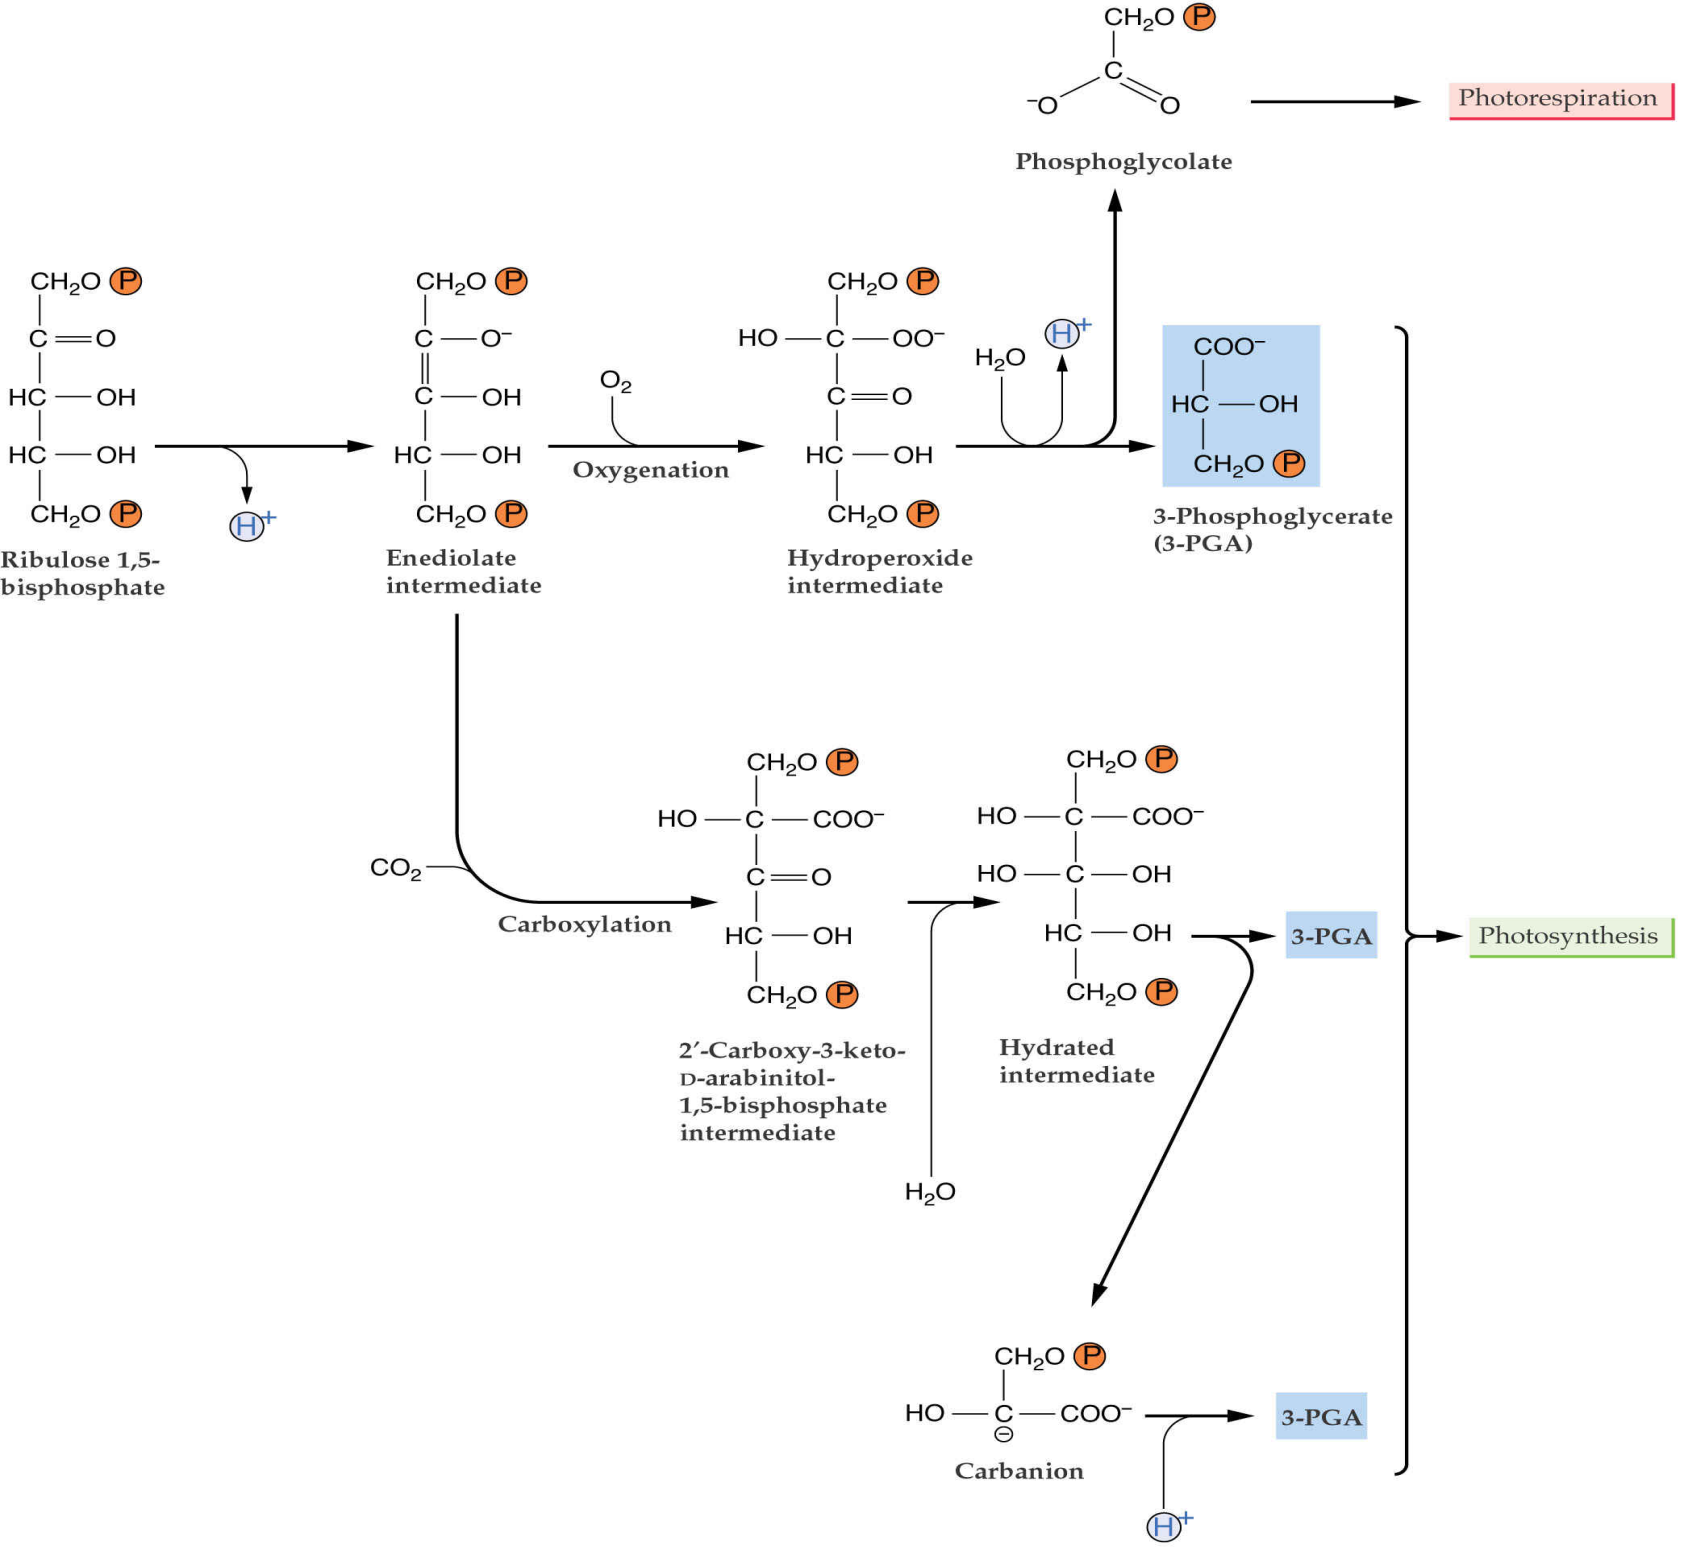 CH₂O P
C
⁻O O
Phosphoglycolate
Photorespiration
CH₂O P
C O
HC OH
HC OH
CH₂O P
Ribulose 1,5-
bisphosphate
H⁺
CH₂O P
C O⁻
C OH
HC OH
CH₂O P
Enediolate
intermediate
O₂
Oxygenation
CH₂O P
HO C OO⁻
C O
HC OH
CH₂O P
Hydroperoxide
intermediate
H₂O
H⁺
COO⁻
HC OH
CH₂O P
3-Phosphoglycerate
(3-PGA)
CO₂
Carboxylation
CH₂O P
HO C COO⁻
C O
HC OH
CH₂O P
2′-Carboxy-3-keto-
D-arabinitol-
1,5-bisphosphate
intermediate
H₂O
CH₂O P
HO C COO⁻
HO C OH
HC OH
CH₂O P
Hydrated
intermediate
3-PGA
Photosynthesis
CH₂O P
HO C COO⁻
⊖
Carbanion
H⁺
3-PGA